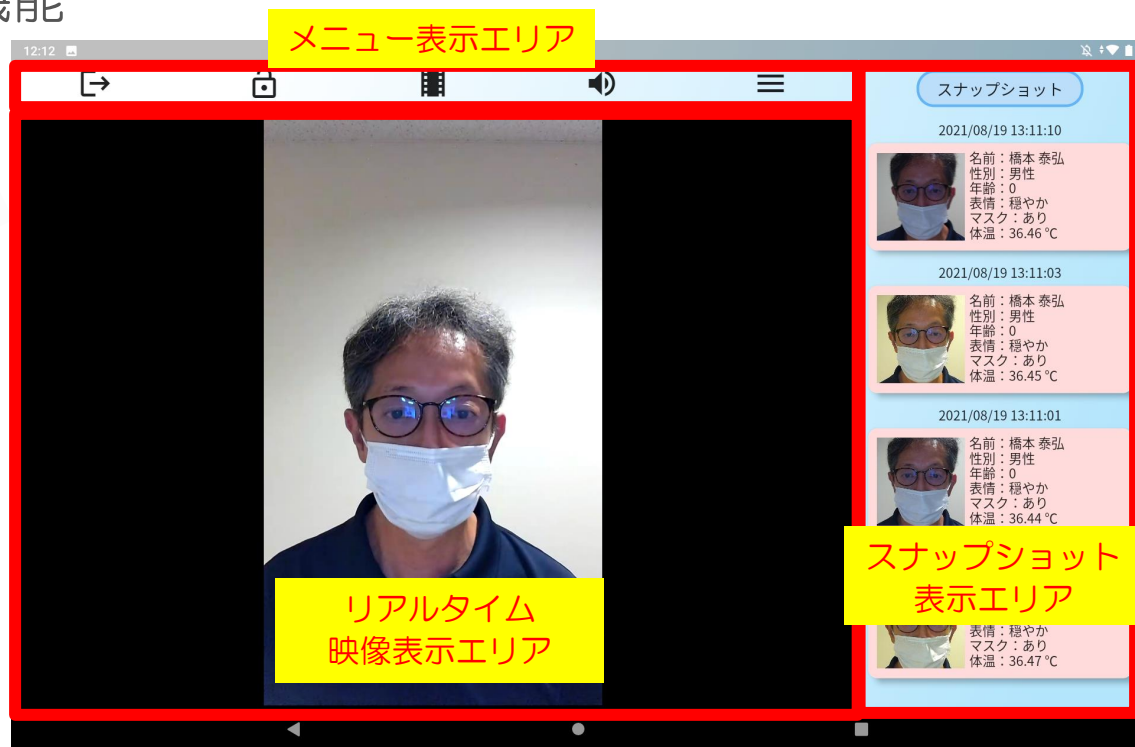 機能
メニュー表示エリア
12:12
スナップショット
2021/08/19 13:11:10
名前：橋本 泰弘
性別：男性
年齢：0
表情：穏やか
マスク：あり
体温：36.46 ℃
2021/08/19 13:11:03
名前：橋本 泰弘
性別：男性
年齢：0
表情：穏やか
マスク：あり
体温：36.45 ℃
2021/08/19 13:11:01
名前：橋本 泰弘
性別：男性
年齢：0
表情：穏やか
マスク：あり
体温：36.44 ℃
スナップショット
表示エリア
表情：穏やか
マスク：あり
体温：36.47 ℃
リアルタイム
映像表示エリア